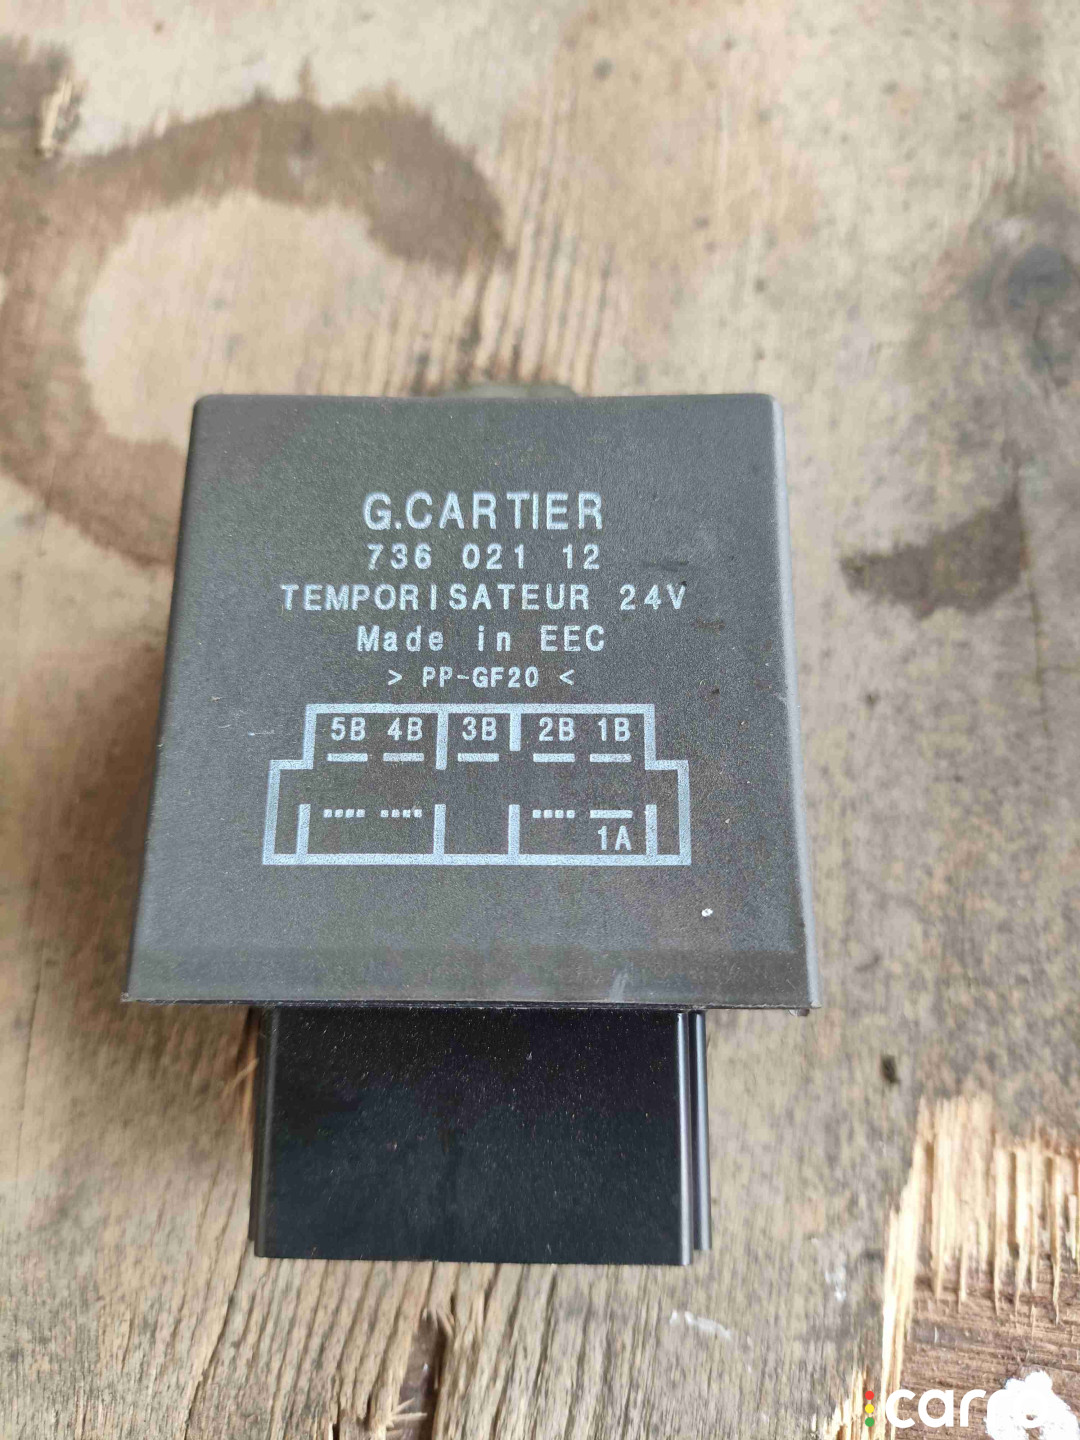 G.CARTIER
736 021 12
TEMPORISATEUR 24V
Made in EEC
> PP-GF20 <
5B 4B 3B 2B 1B
1A